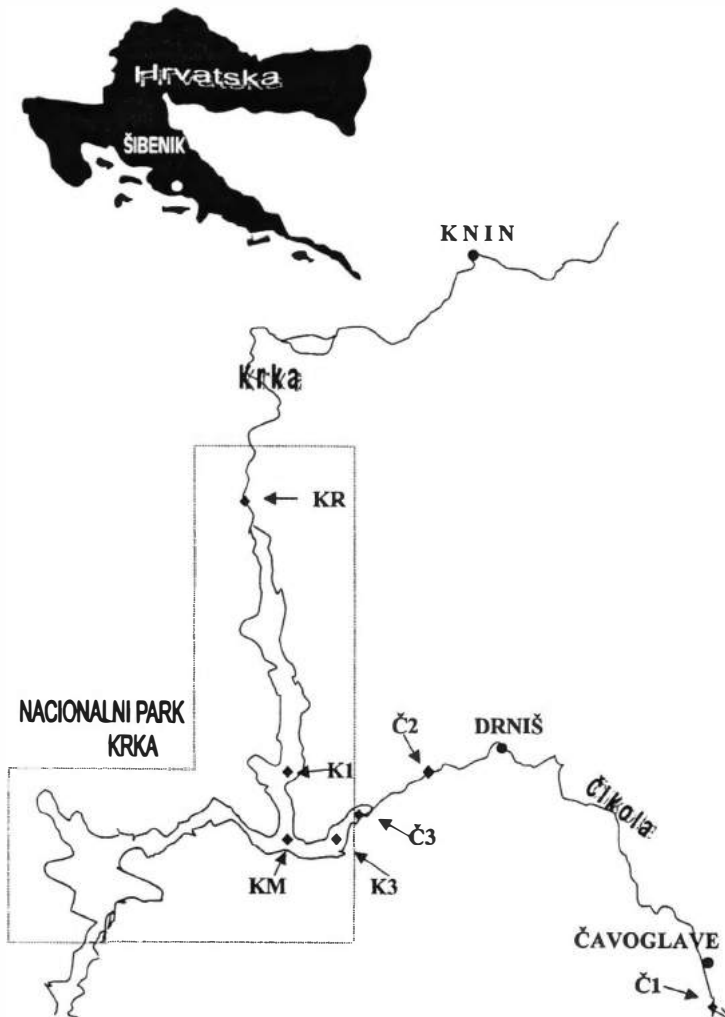 Hrvatska
ŠIBENIK
KNIN
Krka
KR
NACIONALNI PARK
KRKA
Č2
DRNIŠ
K1
Čikola
Č3
KM
K3
ČAVOGLAVE
Č1